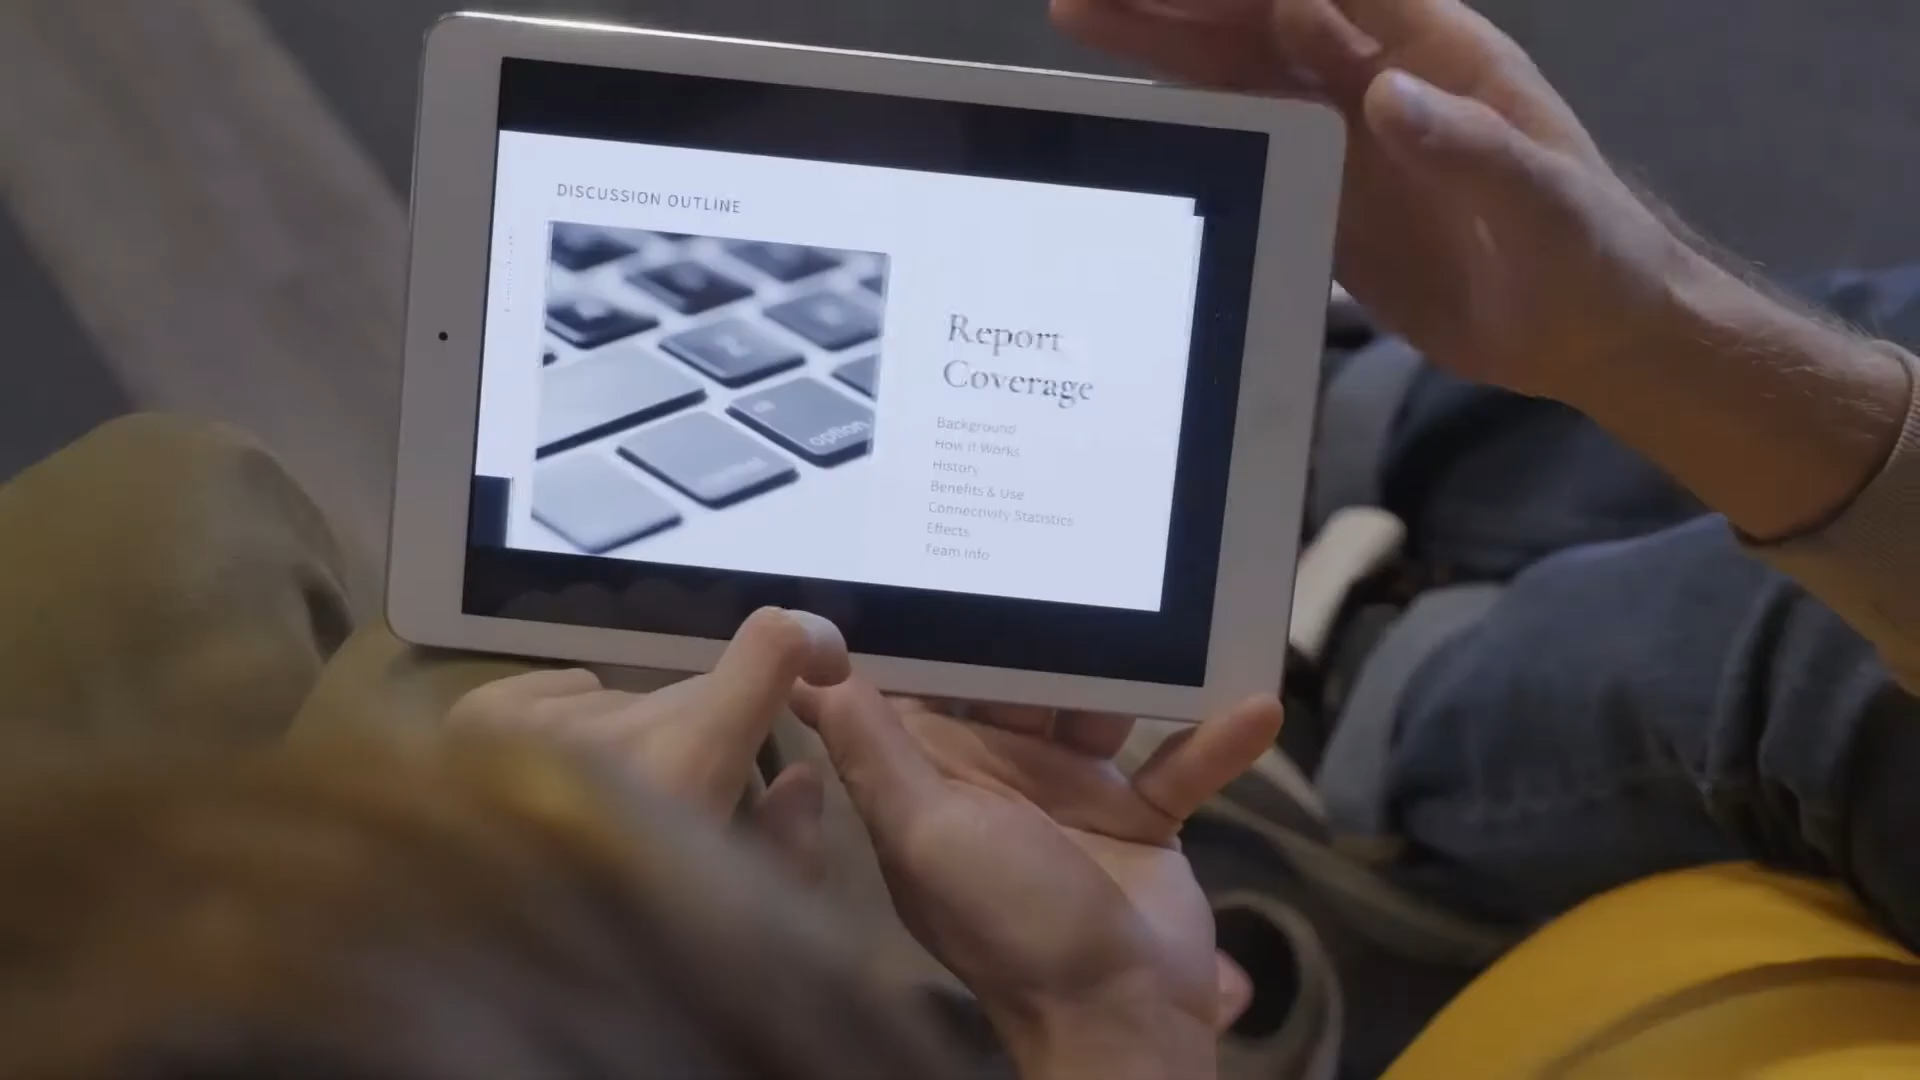 DISCUSSION OUTLINE
option
Report
Coverage
Background
How it Works
History
Benefits & Use
Connectivity Statistics
Effects
Team Info